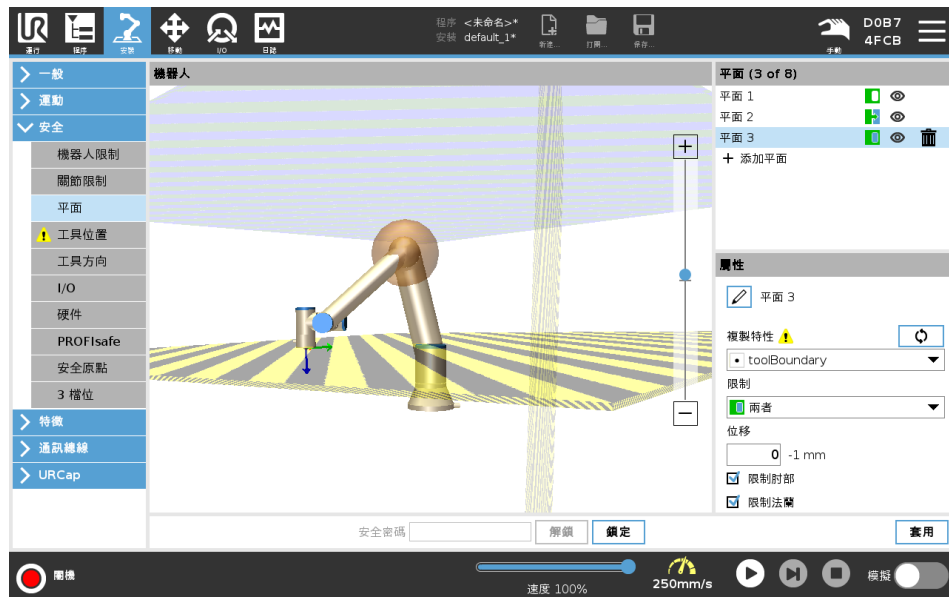 UR
運行
程序
安裝
移動
I/O
日誌
程序 <未命名>*
安裝 default_1*
新建...
打開...
保存...
手動
D0B7
4FCB
一般
運動
安全
機器人限制
關節限制
平面
工具位置
工具方向
I/O
硬件
PROFIsafe
安全原點
3 檔位
特徵
通訊總線
URCap
機器人
平面 (3 of 8)
平面 1
平面 2
平面 3
添加平面
屬性
平面 3
複製特性
toolBoundary
限制
兩者
位移
0 -1 mm
限制肘部
限制法蘭
安全密碼
解鎖
鎖定
套用
關機
速度 100%
250mm/s
模擬